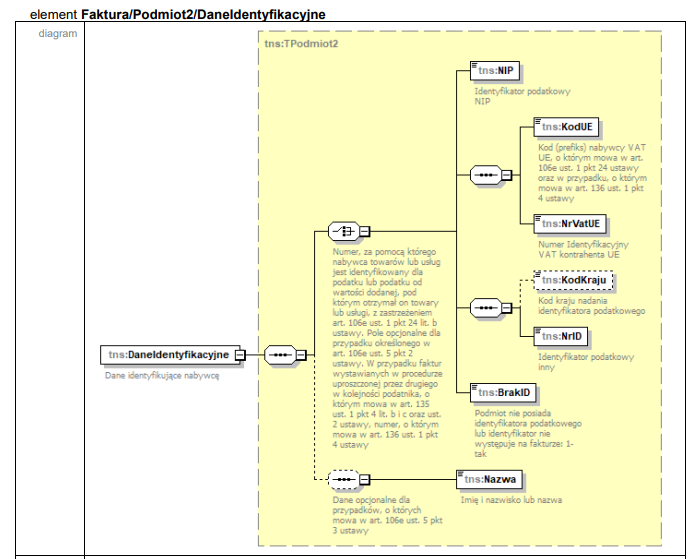 element Faktura/Podmiot2/DaneIdentyfikacyjne
diagram
tns:TPodmiot2
tns:NIP
Identyfikator podatkowy
NIP
tns:KodUE
Kod (prefiks) nabywcy VAT
UE, o którym mowa w art.
106e ust. 1 pkt 24 ustawy
oraz w przypadku, o którym
mowa w art. 136 ust. 1 pkt
4 ustawy
tns:NrVatUE
Numer Identyfikacyjny
VAT kontrahenta UE
Numer, za pomocą którego
nabywca towarów lub usług
jest identyfikowany dla
podatku lub podatku od
wartości dodanej, pod
którym otrzymał on towary
lub usługi, z zastrzeżeniem
art. 106e ust. 1 pkt 24 lit. b
ustawy. Pole opcjonalne dla
przypadku określonego w
art. 106e ust. 5 pkt 2
ustawy. W przypadku faktur
wystawianych w procedurze
uproszczonej przez drugiego
w kolejności podatnika, o
którym mowa w art. 135
ust. 1 pkt 4 lit. b i c oraz ust.
2 ustawy, numer, o którym
mowa w art. 136 ust. 1 pkt
4 ustawy
tns:KodKraju
Kod kraju nadania
identyfikatora podatkowego
tns:NrID
Identyfikator podatkowy
inny
tns:DaneIdentyfikacyjne
Dane identyfikujące nabywcę
tns:BrakID
Podmiot nie posiada
identyfikatora podatkowego
lub identyfikator nie
występuje na fakturze: 1-
tak
tns:Nazwa
Imię i nazwisko lub nazwa
Dane opcjonalne dla
przypadków, o których
mowa w art. 106e ust. 5 pkt
3 ustawy